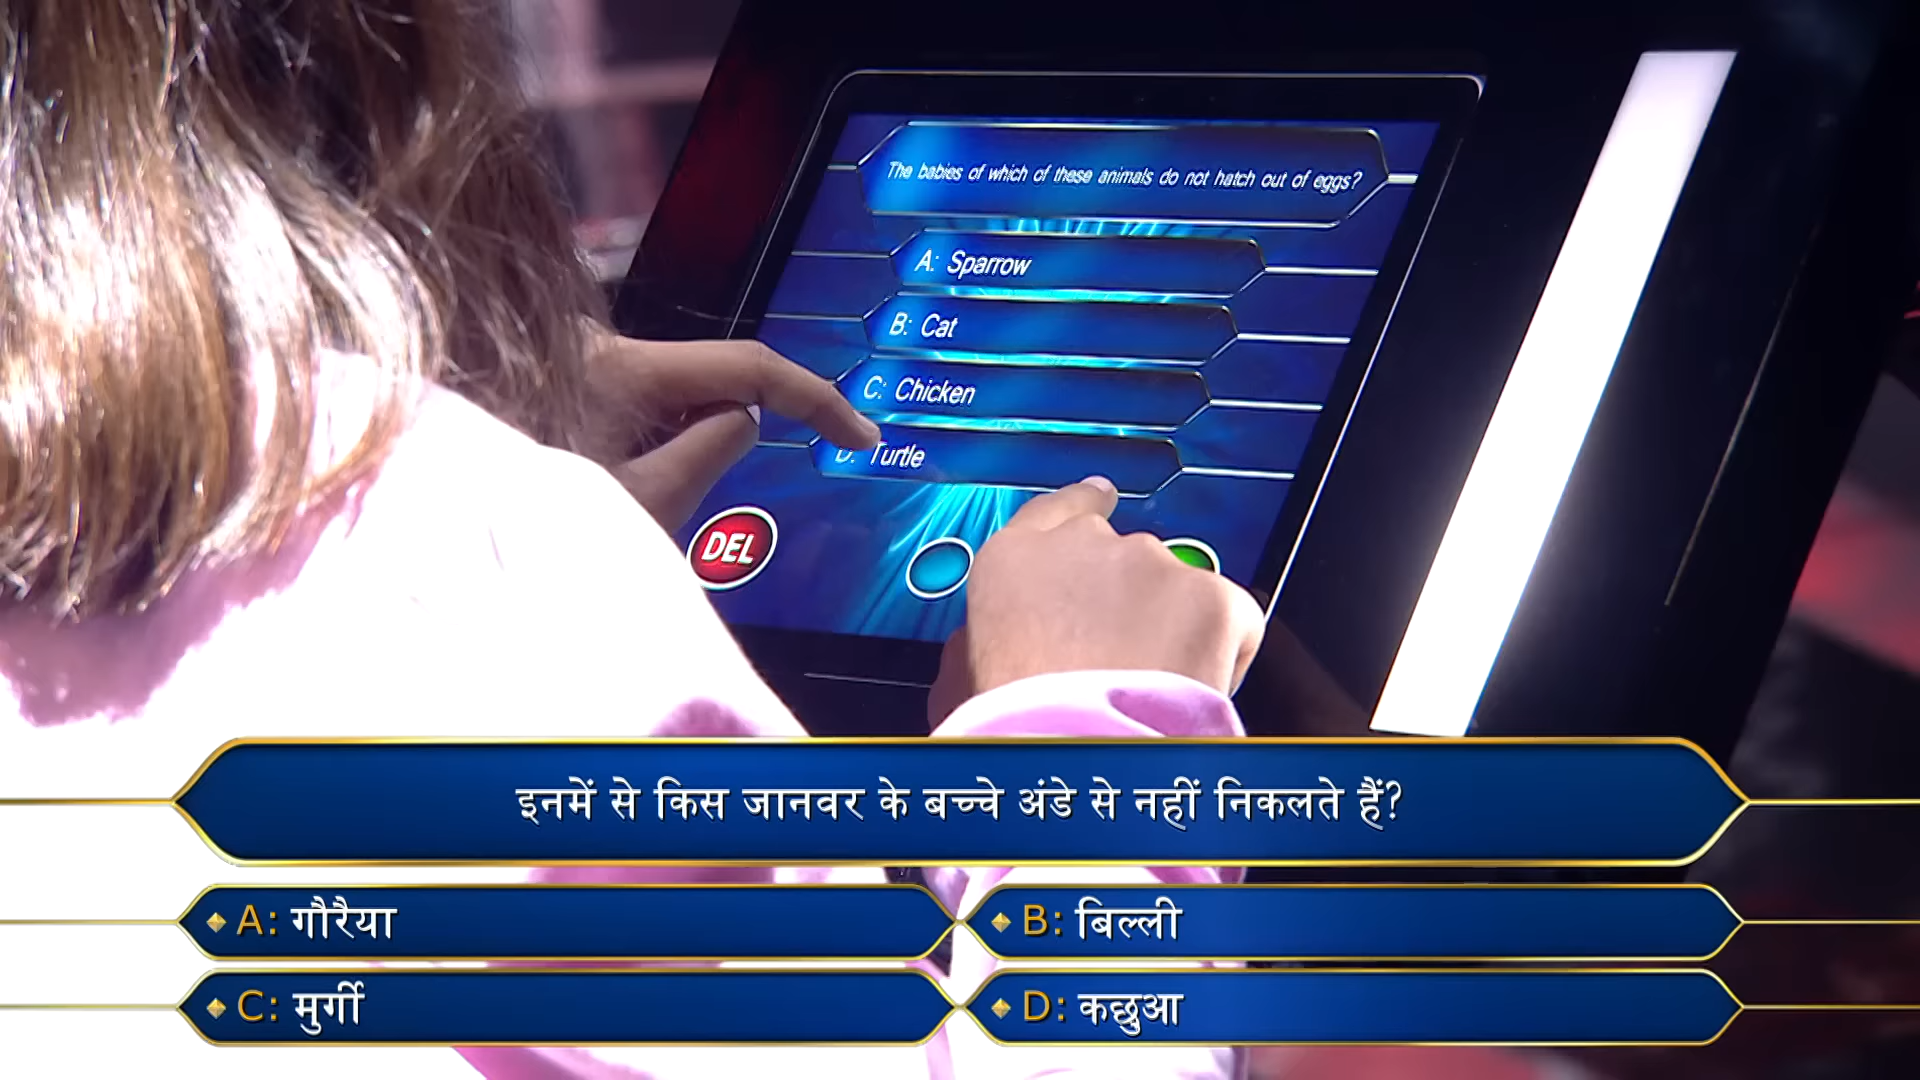 The babies of which of these animals do not hatch out of eggs?
A: Sparrow
B: Cat
C: Chicken
D: Turtle
DEL
इनमें से किस जानवर के बच्चे अंडे से नहीं निकलते हैं?
A: गौरैया
B: बिल्ली
C: मुर्गी
D: कछुआ